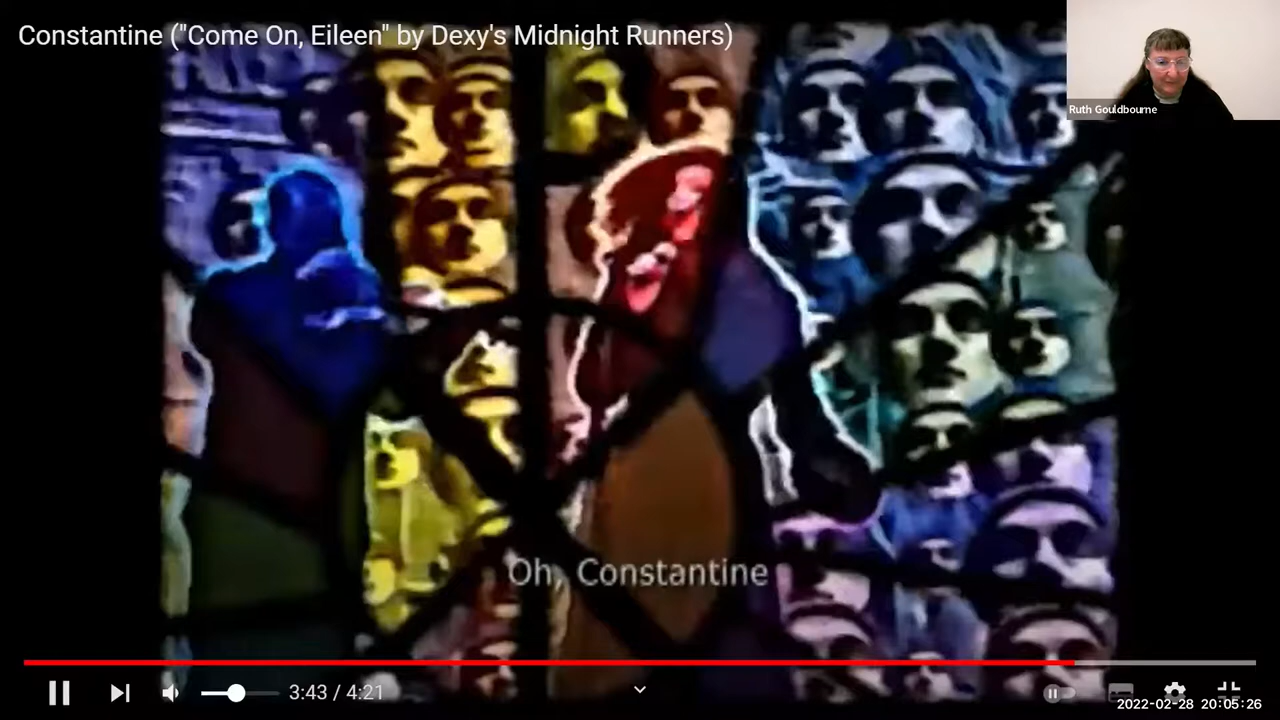 Constantine ("Come On, Eileen" by Dexy's Midnight Runners)
Ruth Gouldbourne
Oh, Constantine
3:43 / 4:21
2022-02-28 20:05:26